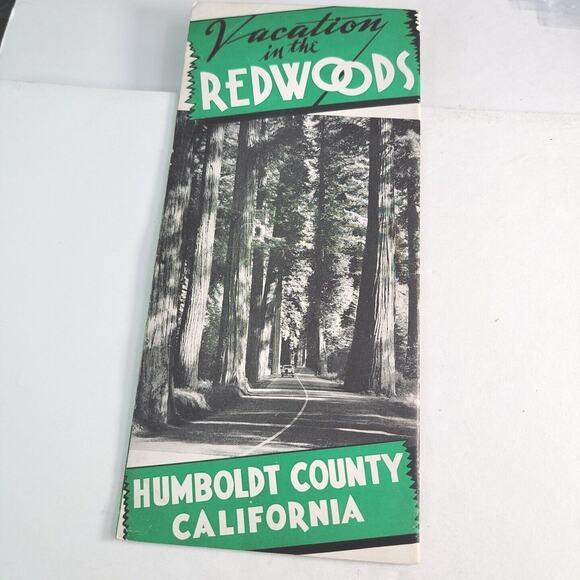 Vacation
in the
REDWOODS
HUMBOLDT COUNTY
CALIFORNIA